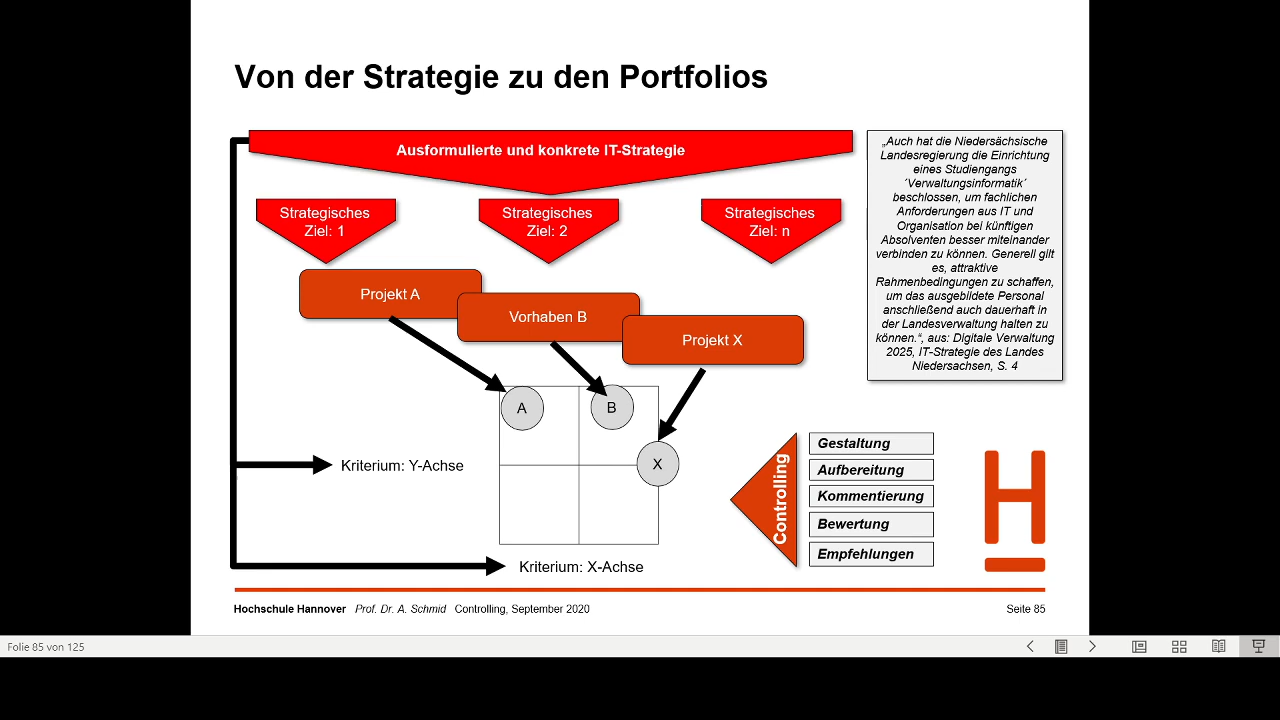 Von der Strategie zu den Portfolios
Ausformulierte und konkrete IT-Strategie
Strategisches
Ziel: 1
Strategisches
Ziel: 2
Strategisches
Ziel: n
Projekt A
Vorhaben B
Projekt X
A
B
X
Kriterium: Y-Achse
Kriterium: X-Achse
„Auch hat die Niedersächsische
Landesregierung die Einrichtung
eines Studiengangs
´Verwaltungsinformatik´
beschlossen, um fachlichen
Anforderungen aus IT und
Organisation bei künftigen
Absolventen besser miteinander
verbinden zu können. Generell gilt
es, attraktive
Rahmenbedingungen zu schaffen,
um das ausgebildete Personal
anschließend auch dauerhaft in
der Landesverwaltung halten zu
können.“, aus: Digitale Verwaltung
2025, IT-Strategie des Landes
Niedersachsen, S. 4
Controlling
Gestaltung
Aufbereitung
Kommentierung
Bewertung
Empfehlungen
H
Hochschule Hannover Prof. Dr. A. Schmid Controlling, September 2020
Seite 85
Folie 85 von 125